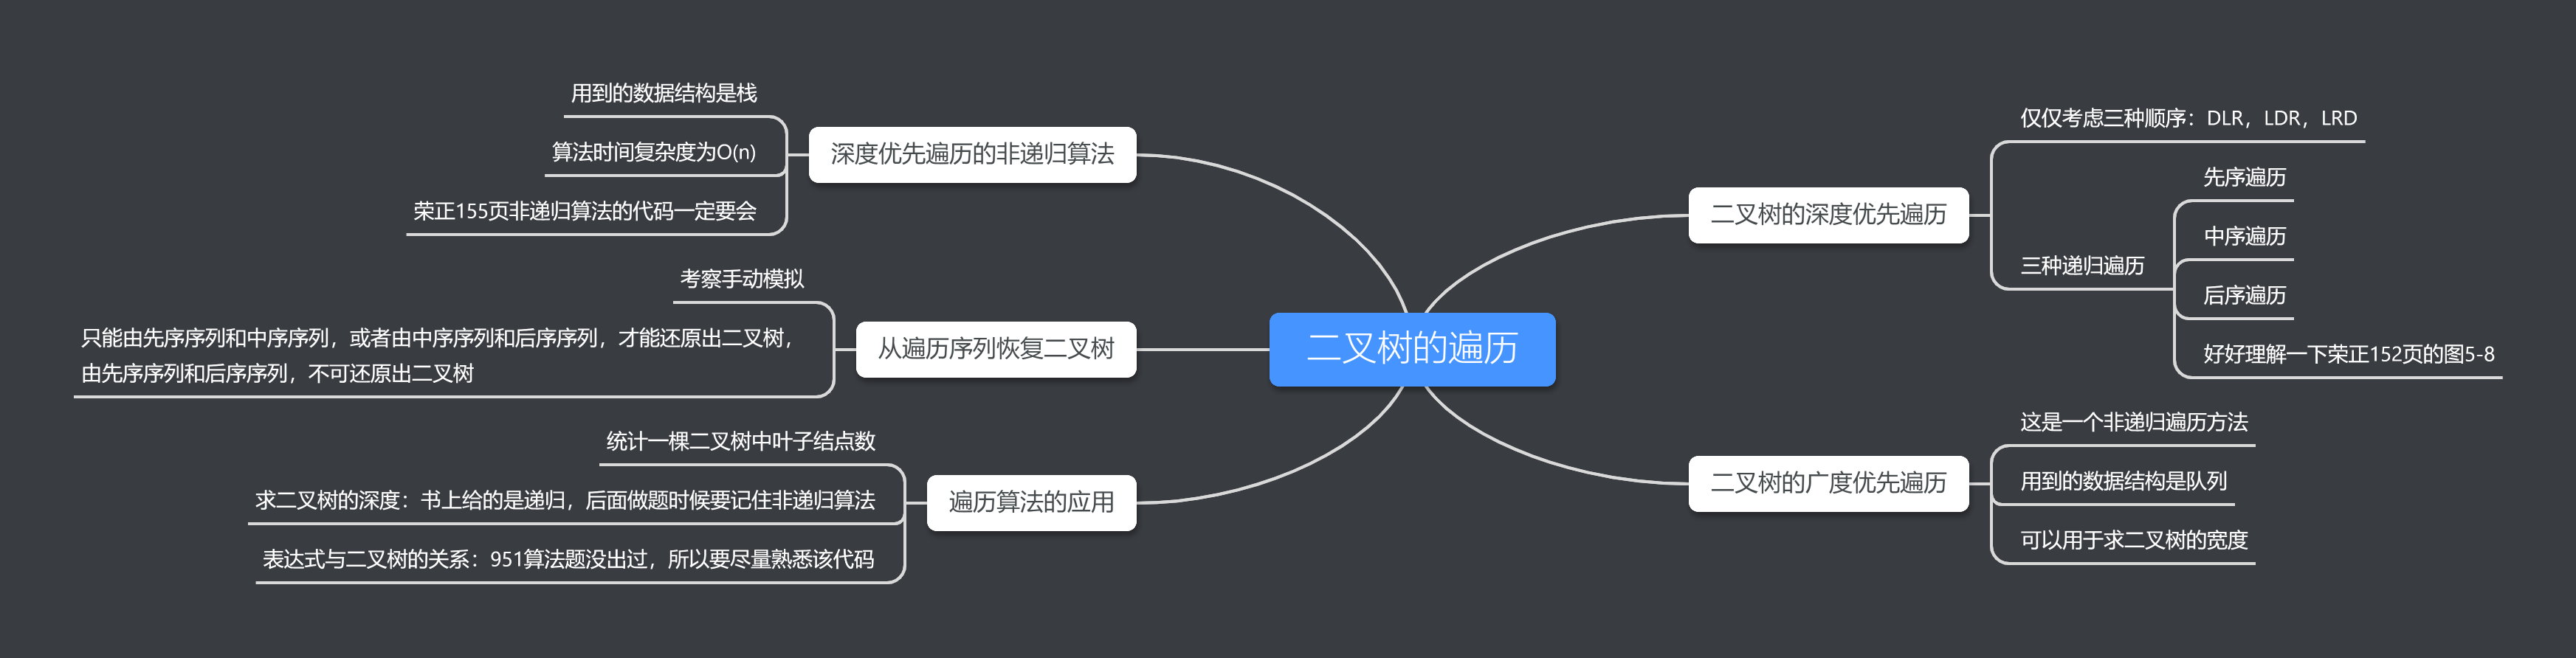 二叉树的遍历
二叉树的深度优先遍历
仅仅考虑三种顺序：DLR，LDR，LRD
三种递归遍历
先序遍历
中序遍历
后序遍历
好好理解一下荣正152页的图5-8
二叉树的广度优先遍历
这是一个非递归遍历方法
用到的数据结构是队列
可以用于求二叉树的宽度
深度优先遍历的非递归算法
用到的数据结构是栈
算法时间复杂度为O(n)
荣正155页非递归算法的代码一定要会
从遍历序列恢复二叉树
考察手动模拟
只能由先序序列和中序序列，或者由中序序列和后序序列，才能还原出二叉树，
由先序序列和后序序列，不可还原出二叉树
遍历算法的应用
统计一棵二叉树中叶子结点数
求二叉树的深度：书上给的是递归，后面做题时候要记住非递归算法
表达式与二叉树的关系：951算法题没出过，所以要尽量熟悉该代码